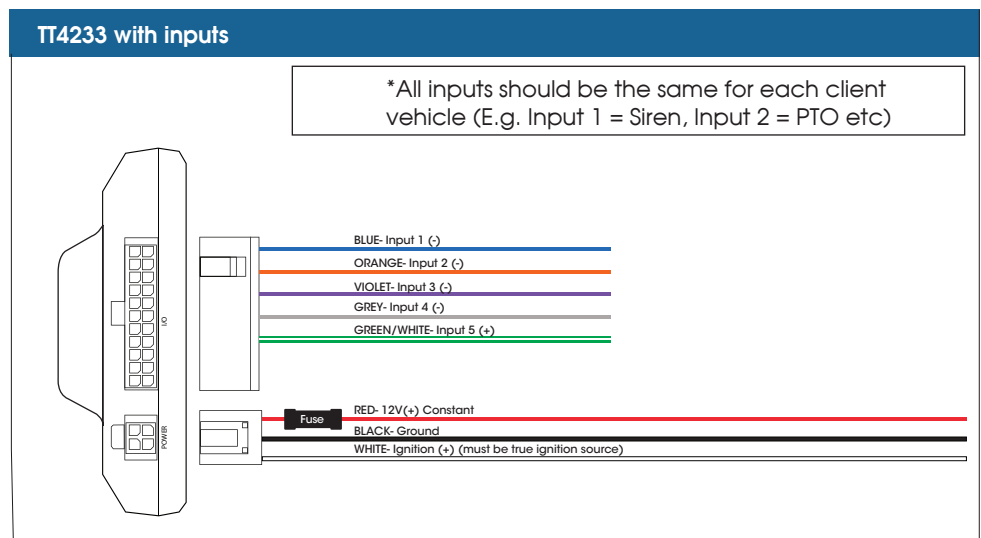 TT4233 with inputs
*All inputs should be the same for each client
vehicle (E.g. Input 1 = Siren, Input 2 = PTO etc)
BLUE- Input 1 (-)
ORANGE- Input 2 (-)
VIOLET- Input 3 (-)
GREY- Input 4 (-)
GREEN/WHITE- Input 5 (+)
I/O
RED- 12V(+) Constant
Fuse
BLACK- Ground
WHITE- Ignition (+) (must be true ignition source)
POWER